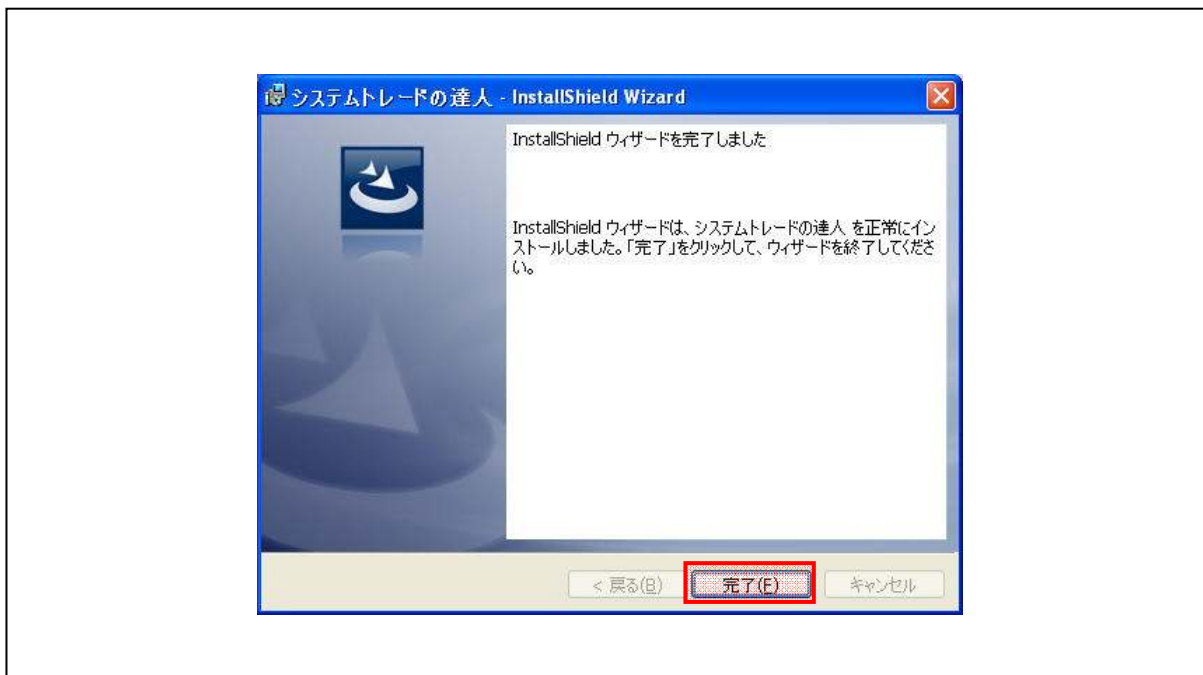 システムトレードの達人 - InstallShield Wizard
InstallShield ウィザードを完了しました
InstallShield ウィザードは、システムトレードの達人 を正常にイン
ストールしました。「完了」をクリックして、ウィザードを終了してくださ
い。
< 戻る(B) 完了(F) キャンセル